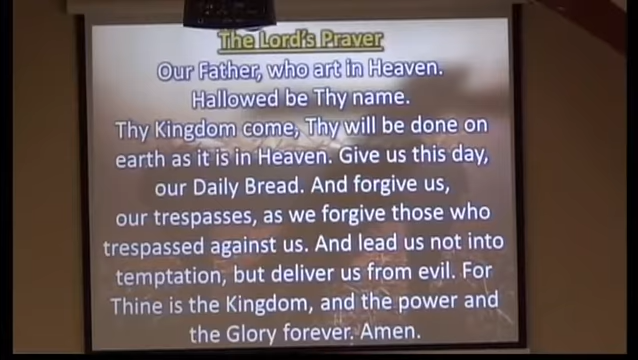 The Lord's Prayer
Our Father, who art in Heaven.
Hallowed be Thy name.
Thy Kingdom come, Thy will be done on
earth as it is in Heaven. Give us this day,
our Daily Bread. And forgive us,
our trespasses, as we forgive those who
trespassed against us. And lead us not into
temptation, but deliver us from evil. For
Thine is the Kingdom, and the power and
the Glory forever. Amen.